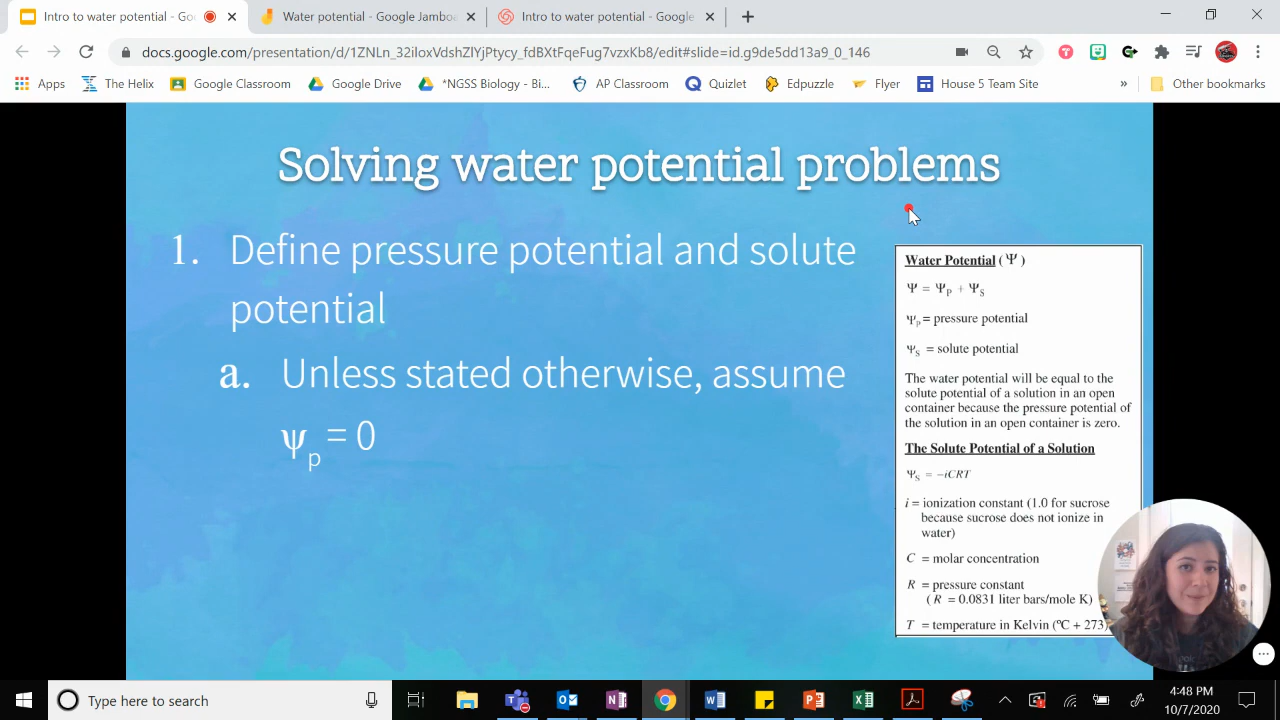 Intro to water potential - Go
Water potential - Google Jambo
Intro to water potential - Google
docs.google.com/presentation/d/1ZNLn_32iloxVdshZlYjPtycy_fdBXtFqeFug7vzxKb8/edit#slide=id.g9de5dd13a9_0_146
Apps
The Helix
Google Classroom
Google Drive
*NGSS Biology - Bi...
AP Classroom
Quizlet
Edpuzzle
Flyer
House 5 Team Site
»
Other bookmarks
Solving water potential problems
1. Define pressure potential and solute
potential
a. Unless stated otherwise, assume
ψp = 0
Water Potential (Ψ)
Ψ = ΨP + ΨS
ΨP = pressure potential
ΨS = solute potential
The water potential will be equal to the
solute potential of a solution in an open
container because the pressure potential of
the solution in an open container is zero.
The Solute Potential of a Solution
ΨS = −iCRT
i = ionization constant (1.0 for sucrose
because sucrose does not ionize in
water)
C = molar concentration
R = pressure constant
(R = 0.0831 liter bars/mole K)
T = temperature in Kelvin (ºC + 273)
Type here to search
4:48 PM
10/7/2020